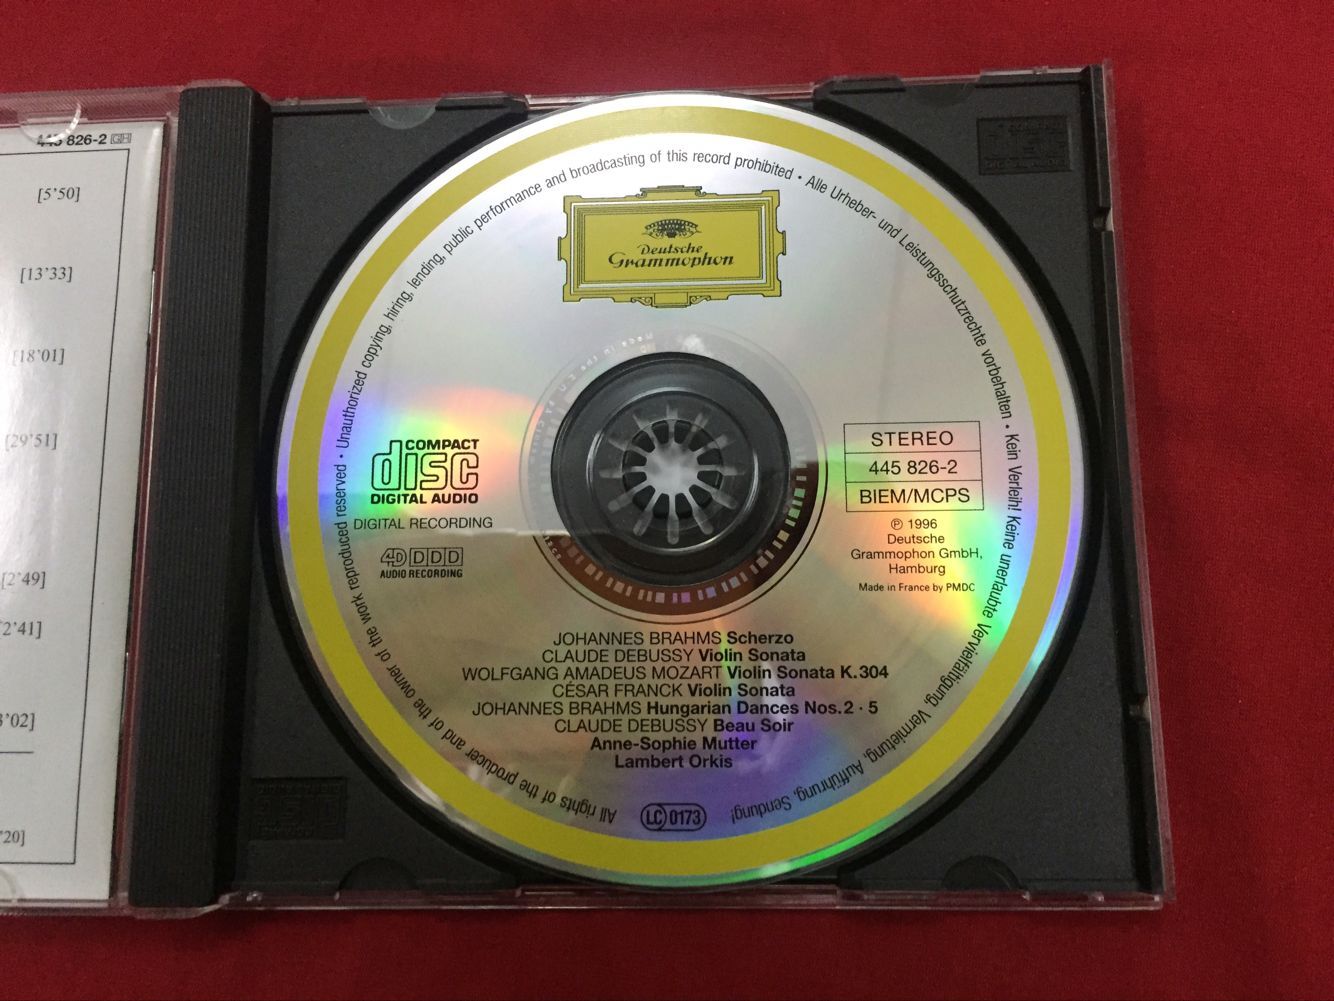 445 826-2 GH
[5'50]
[13'33]
[18'01]
[29'51]
[2'49]
2'41]
3'02]
'20]
Unauthorized copying, hiring, lending, public performance and broadcasting of this record prohibited • Alle Urheber- und Leistungsschutzrechte vorbehalten • Kein Verleih! Keine unerlaubte Vervielfältigung, Vermietung, Aufführung, Sendung!
All rights of the producer and of the owner of the work reproduced reserved •
Deutsche
Grammophon
COMPACT
disc
DIGITAL AUDIO
DIGITAL RECORDING
4D DDD
AUDIO RECORDING
STEREO
445 826-2
BIEM/MCPS
℗ 1996
Deutsche
Grammophon GmbH,
Hamburg
Made in France by PMDC
JOHANNES BRAHMS Scherzo
CLAUDE DEBUSSY Violin Sonata
WOLFGANG AMADEUS MOZART Violin Sonata K.304
CÉSAR FRANCK Violin Sonata
JOHANNES BRAHMS Hungarian Dances Nos. 2 · 5
CLAUDE DEBUSSY Beau Soir
Anne-Sophie Mutter
Lambert Orkis
LC 0173